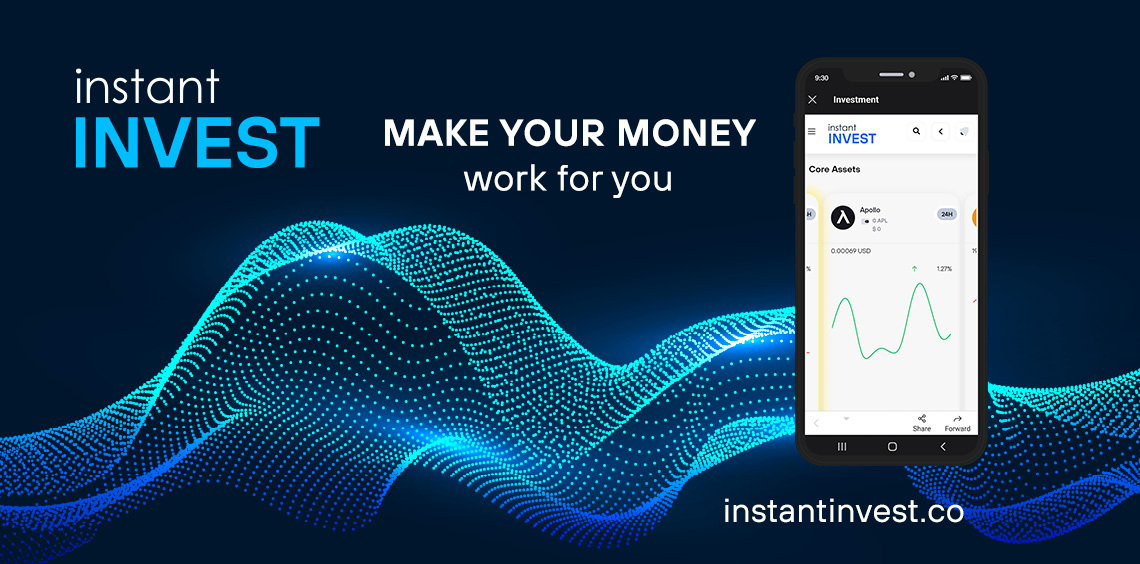 instant
INVEST
MAKE YOUR MONEY
work for you
9:30
Investment
instant
INVEST
Core Assets
H
Apollo
0 APL
$ 0
24H
0.00069 USD
19
%
1.27%
Share
Forward
instantinvest.co